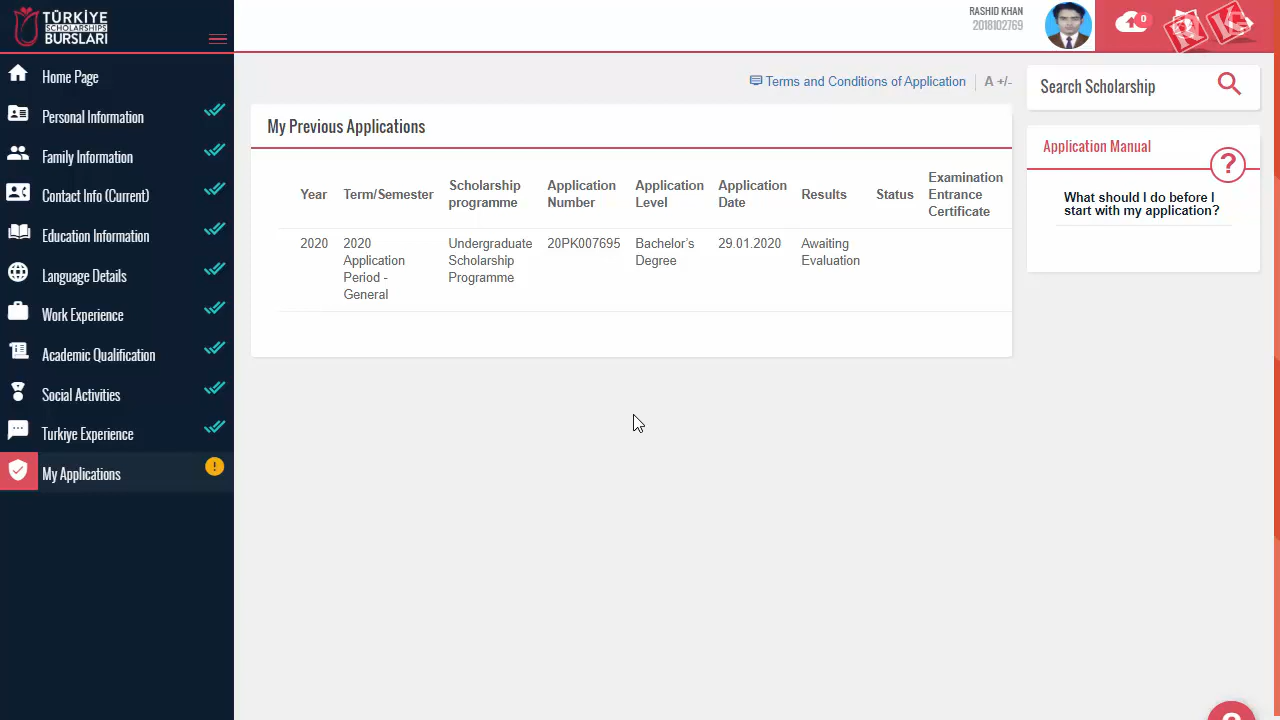 TÜRKİYE
SCHOLARSHIPS
BURSLARI
RASHID KHAN
2018102769
0
Home Page
Personal Information
Family Information
Contact Info (Current)
Education Information
Language Details
Work Experience
Academic Qualification
Social Activities
Turkiye Experience
My Applications
Terms and Conditions of Application
A +/-
My Previous Applications
Year Term/Semester Scholarship programme Application Number Application Level Application Date Results Status Examination Entrance Certificate
2020 2020 Application Period - General Undergraduate Scholarship Programme 20PK007695 Bachelor’s Degree 29.01.2020 Awaiting Evaluation
Search Scholarship
Application Manual
?
What should I do before I
start with my application?